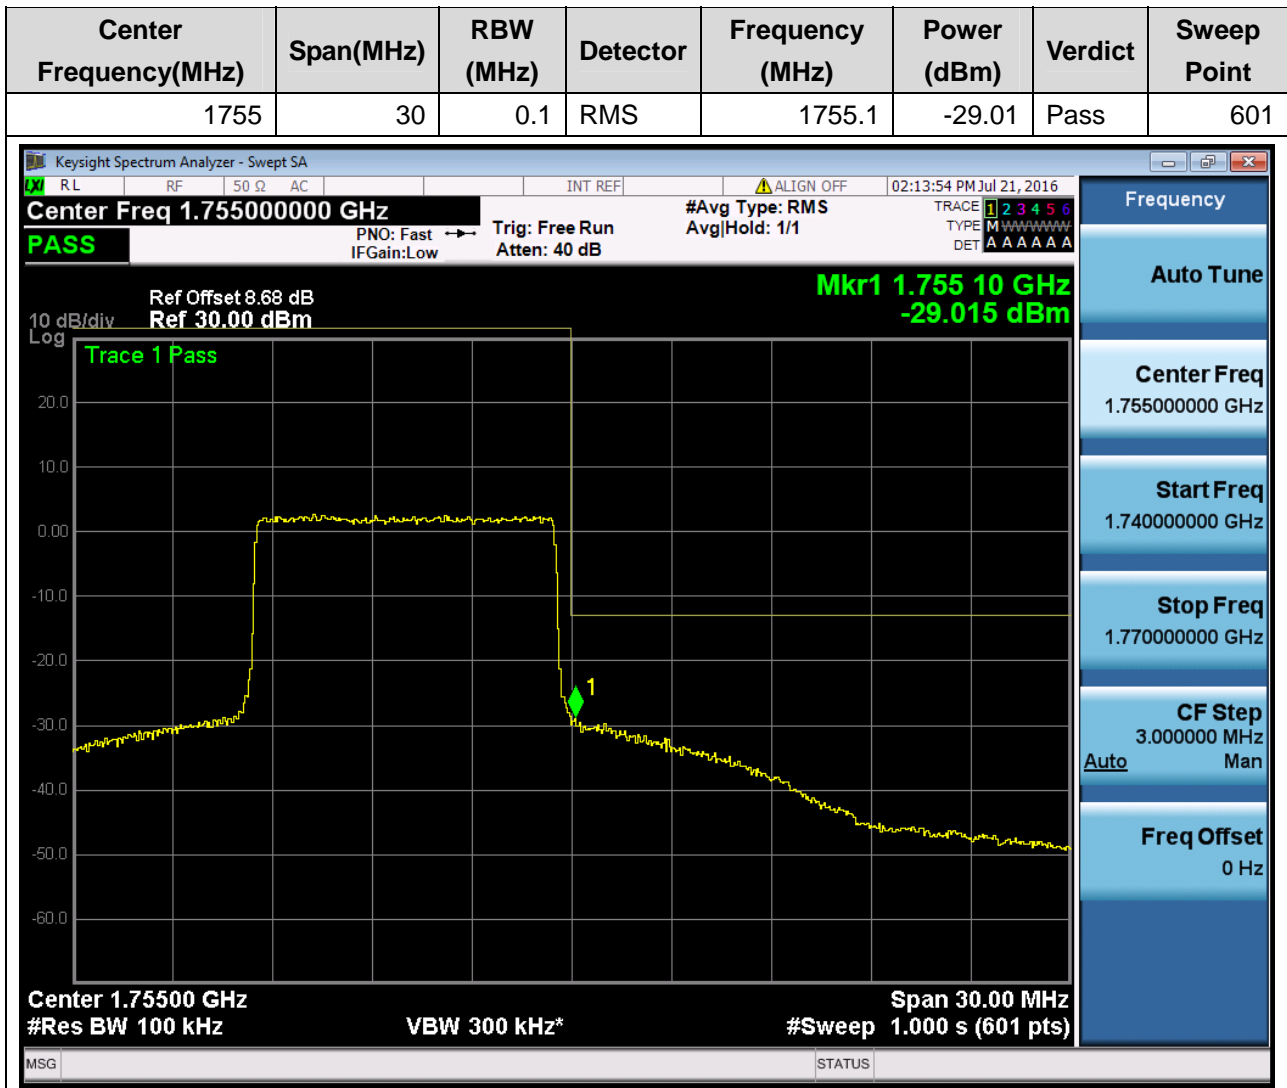 Center Frequency(MHz) Span(MHz) RBW (MHz) Detector Frequency (MHz) Power (dBm) Verdict Sweep Point
1755 30 0.1 RMS 1755.1 -29.01 Pass 601
Keysight Spectrum Analyzer - Swept SA
LXI RL RF 50 Ω AC INT REF ALIGN OFF 02:13:54 PM Jul 21, 2016
Center Freq 1.755000000 GHz
PASS
PNO: Fast
IFGain:Low
Trig: Free Run
Atten: 40 dB
#Avg Type: RMS
Avg|Hold: 1/1
TRACE 1 2 3 4 5 6
TYPE M WWWWW
DET A A A A A A
Mkr1 1.755 10 GHz
-29.015 dBm
Ref Offset 8.68 dB
10 dB/div Ref 30.00 dBm
Log
Trace 1 Pass
20.0
10.0
0.00
-10.0
-20.0
1
-30.0
-40.0
-50.0
-60.0
Center 1.75500 GHz Span 30.00 MHz
#Res BW 100 kHz VBW 300 kHz* #Sweep 1.000 s (601 pts)
MSG STATUS
Frequency
Auto Tune
Center Freq
1.755000000 GHz
Start Freq
1.740000000 GHz
Stop Freq
1.770000000 GHz
CF Step
3.000000 MHz
Auto Man
Freq Offset
0 Hz